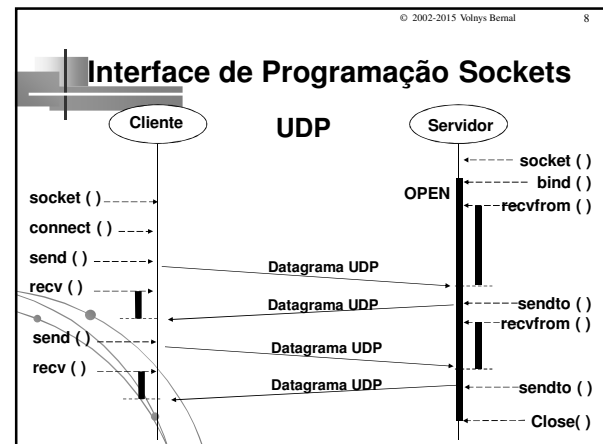 © 2002-2015 Volnys Bernal 8
Interface de Programação Sockets
Cliente
UDP
Servidor
socket ( )
bind ( )
OPEN
recvfrom ( )
socket ( )
connect ( )
send ( )
Datagrama UDP
recv ( )
Datagrama UDP
sendto ( )
recvfrom ( )
send ( )
Datagrama UDP
recv ( )
Datagrama UDP
sendto ( )
Close( )